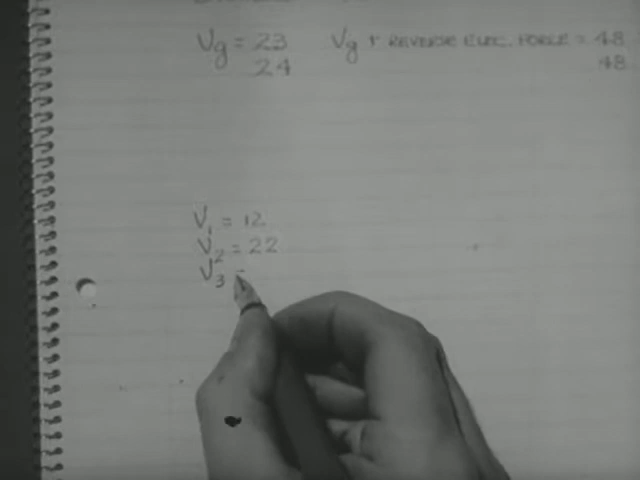 Vg = 23 Vg + REVERSE ELEC. FORCE = 48
24 48
V1 = 12
V2 = 22
V3 =